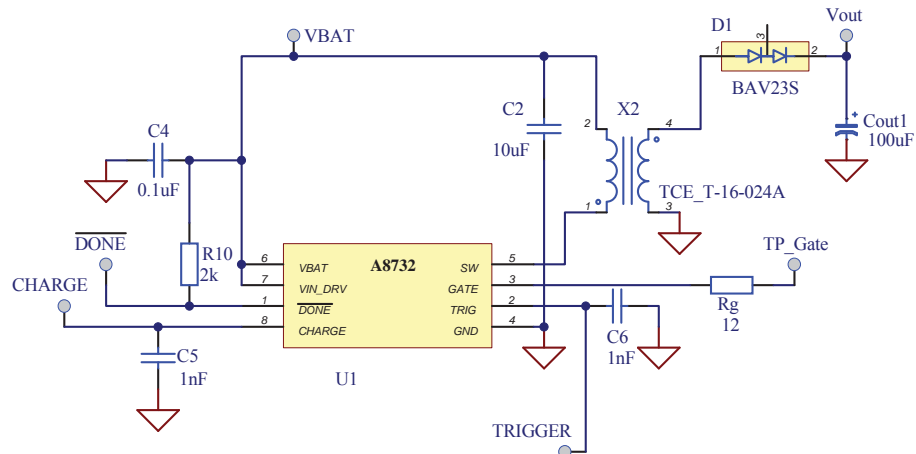 VBAT
D1
Vout
1
3
2
BAV23S
C4
0.1uF
C2
10uF
X2
2
4
1
3
TCE_T-16-024A
+
Cout1
100uF
DONE
CHARGE
R10
2k
6
7
1
8
VBAT
VIN_DRV
DONE
CHARGE
A8732
SW
GATE
TRIG
GND
5
3
2
4
U1
TP_Gate
Rg
12
C6
1nF
C5
1nF
TRIGGER